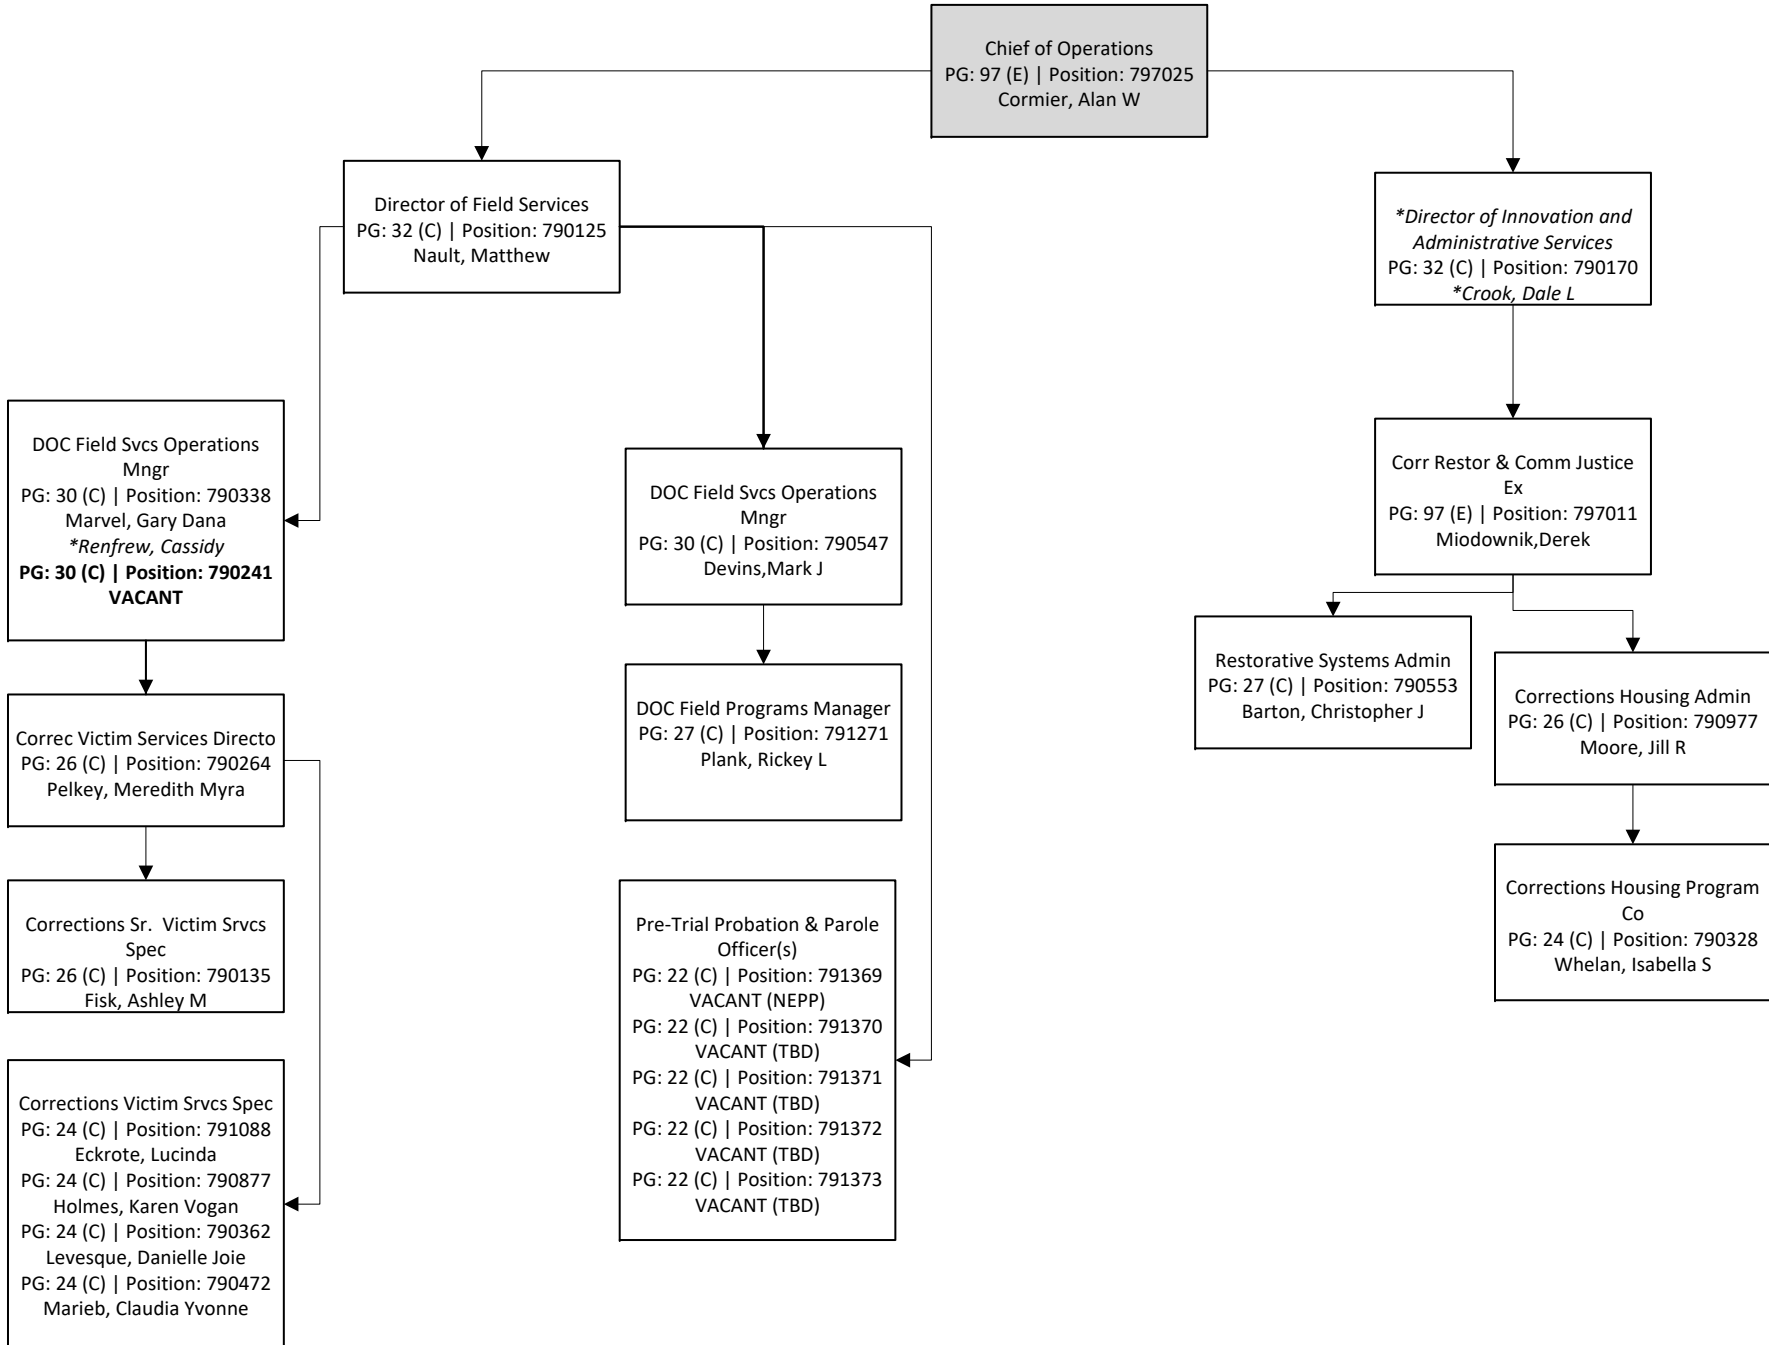 Chief of Operations
PG: 97 (E) | Position: 797025
Cormier, Alan W
Director of Field Services
PG: 32 (C) | Position: 790125
Nault, Matthew
*Director of Innovation and
Administrative Services
PG: 32 (C) | Position: 790170
*Crook, Dale L
DOC Field Svcs Operations
Mngr
PG: 30 (C) | Position: 790338
Marvel, Gary Dana
*Renfrew, Cassidy
PG: 30 (C) | Position: 790241
VACANT
DOC Field Svcs Operations
Mngr
PG: 30 (C) | Position: 790547
Devins,Mark J
Corr Restor & Comm Justice
Ex
PG: 97 (E) | Position: 797011
Miodownik,Derek
Restorative Systems Admin
PG: 27 (C) | Position: 790553
Barton, Christopher J
Corrections Housing Admin
PG: 26 (C) | Position: 790977
Moore, Jill R
Correc Victim Services Directo
PG: 26 (C) | Position: 790264
Pelkey, Meredith Myra
DOC Field Programs Manager
PG: 27 (C) | Position: 791271
Plank, Rickey L
Corrections Housing Program
Co
PG: 24 (C) | Position: 790328
Whelan, Isabella S
Corrections Sr.  Victim Srvcs
Spec
PG: 26 (C) | Position: 790135
Fisk, Ashley M
Pre-Trial Probation & Parole
Officer(s)
PG: 22 (C) | Position: 791369
VACANT (NEPP)
PG: 22 (C) | Position: 791370
VACANT (TBD)
PG: 22 (C) | Position: 791371
VACANT (TBD)
PG: 22 (C) | Position: 791372
VACANT (TBD)
PG: 22 (C) | Position: 791373
VACANT (TBD)
Corrections Victim Srvcs Spec
PG: 24 (C) | Position: 791088
Eckrote, Lucinda
PG: 24 (C) | Position: 790877
Holmes, Karen Vogan
PG: 24 (C) | Position: 790362
Levesque, Danielle Joie
PG: 24 (C) | Position: 790472
Marieb, Claudia Yvonne